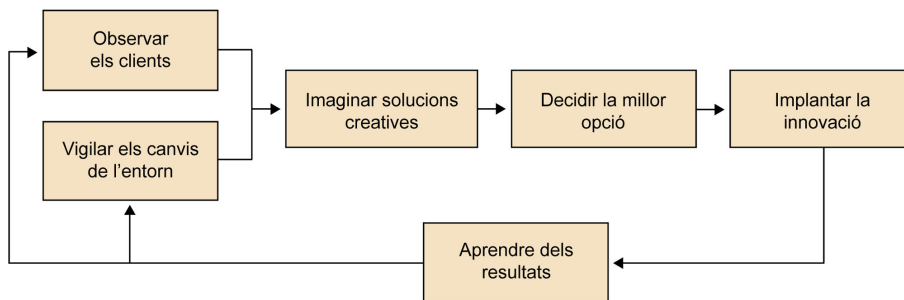 Observar
els clients
Vigilar els canvis
de l’entorn
Imaginar solucions
creatives
Decidir la millor
opció
Implantar la
innovació
Aprendre dels
resultats